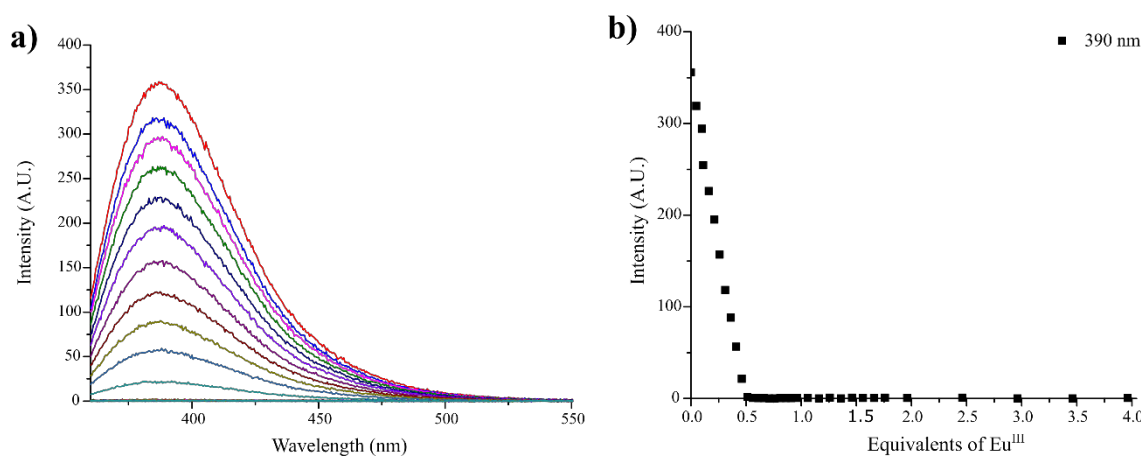 a)
400
350
300
250
200
150
100
50
0
Intensity (A.U.)
400 450 500 550
Wavelength (nm)
b)
390 nm
400
300
200
100
0
Intensity (A.U.)
0.0 0.5 1.0 1.5 2.0 2.5 3.0 3.5 4.0
Equivalents of Eu^III